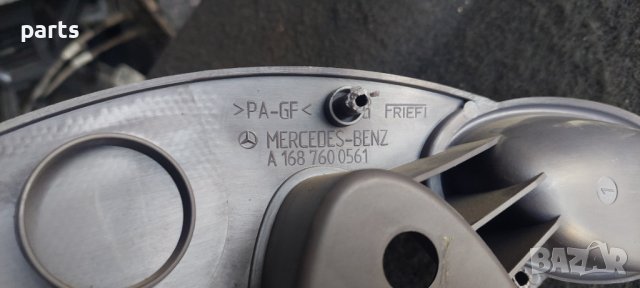 parts
>PA-GF<
FRIEFI
MERCEDES-BENZ
A 168 760 0561
BAZAR